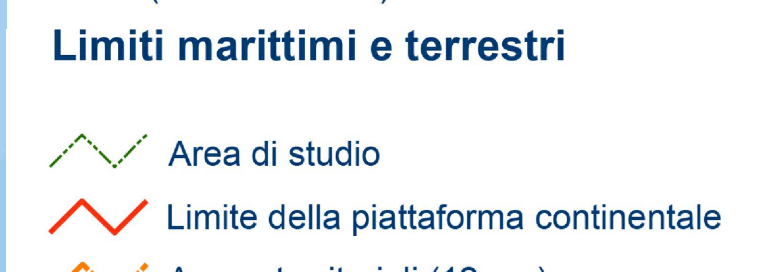 Limiti marittimi e terrestri
Area di studio
Limite della piattaforma continentale